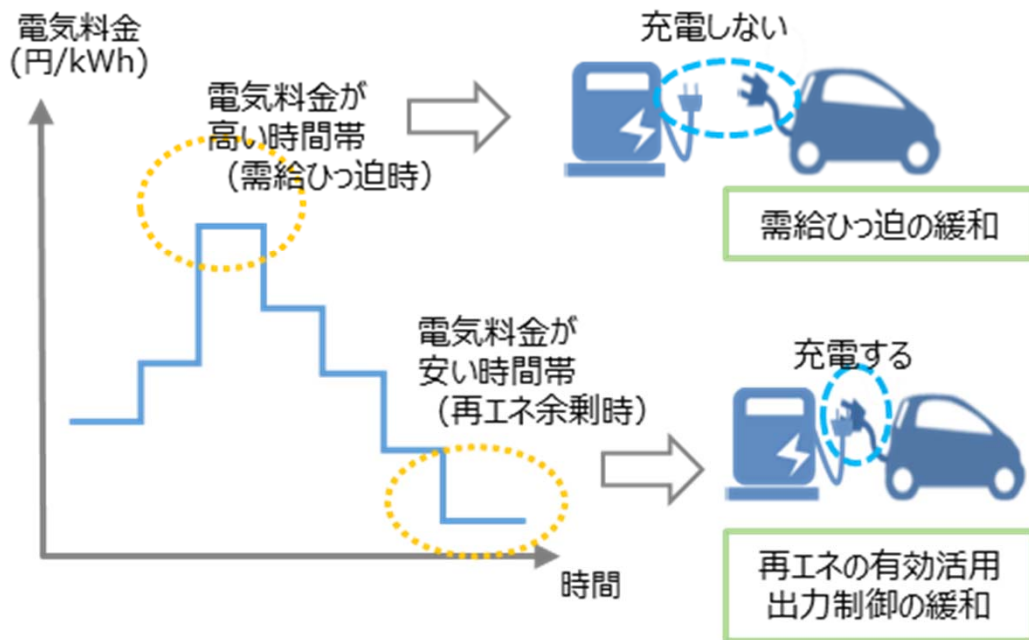 電気料金
(円/kWh)
電気料金が
高い時間帯
(需給ひっ迫時)
充電しない
需給ひっ迫の緩和
電気料金が
安い時間帯
(再エネ余剰時)
充電する
再エネの有効活用
出力制御の緩和
時間